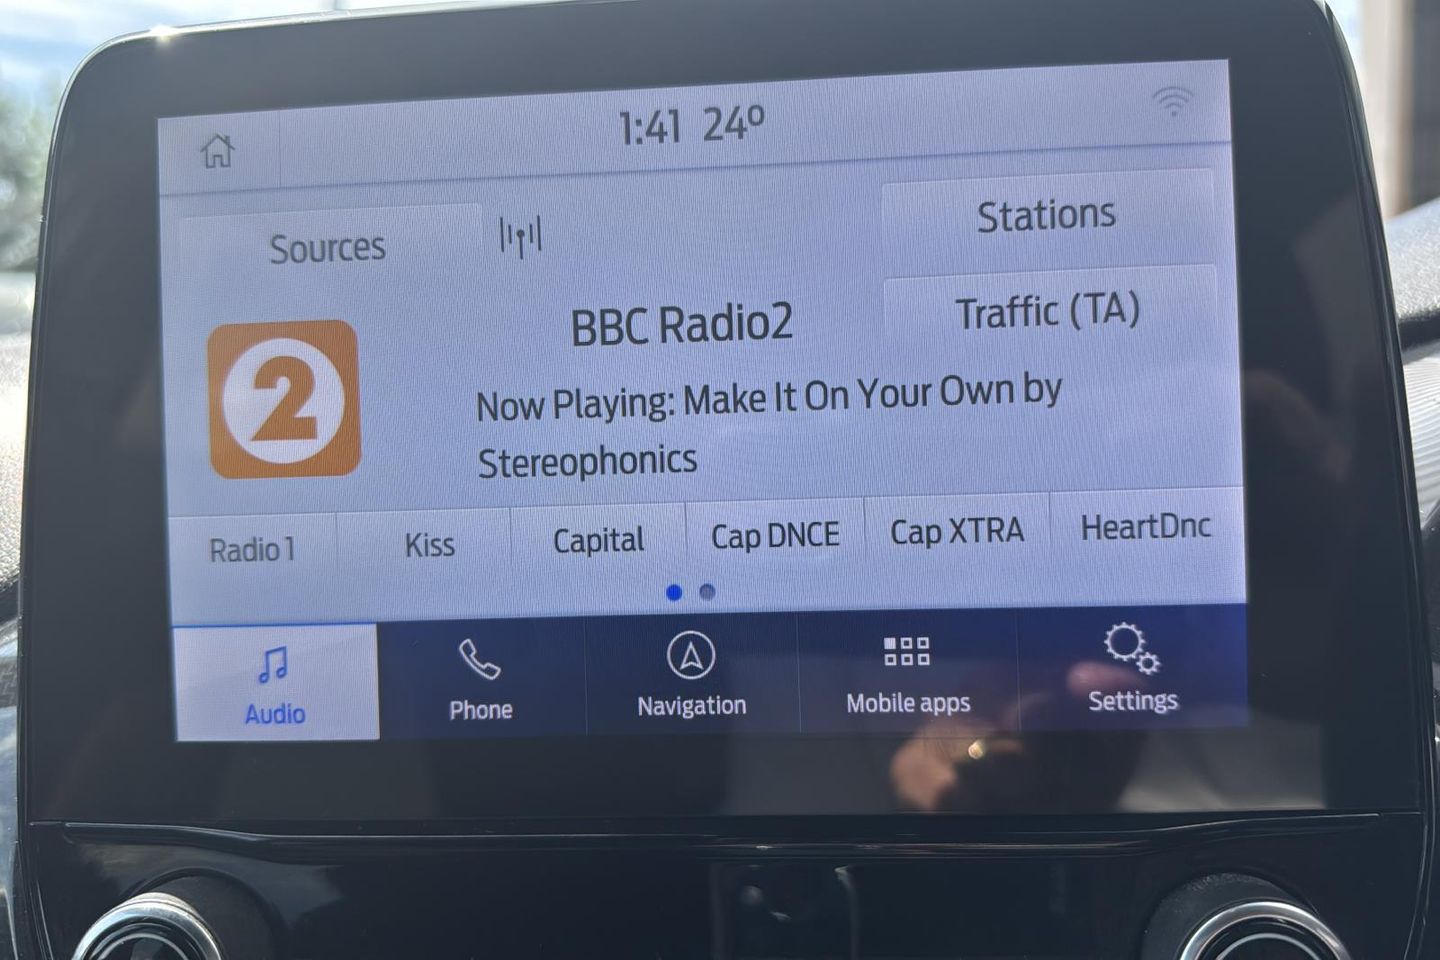 1:41 24º
Sources
Stations
BBC Radio2
Traffic (TA)
2
Now Playing: Make It On Your Own by
Stereophonics
Radio 1
Kiss
Capital
Cap DNCE
Cap XTRA
HeartDnc
Audio
Phone
Navigation
Mobile apps
Settings